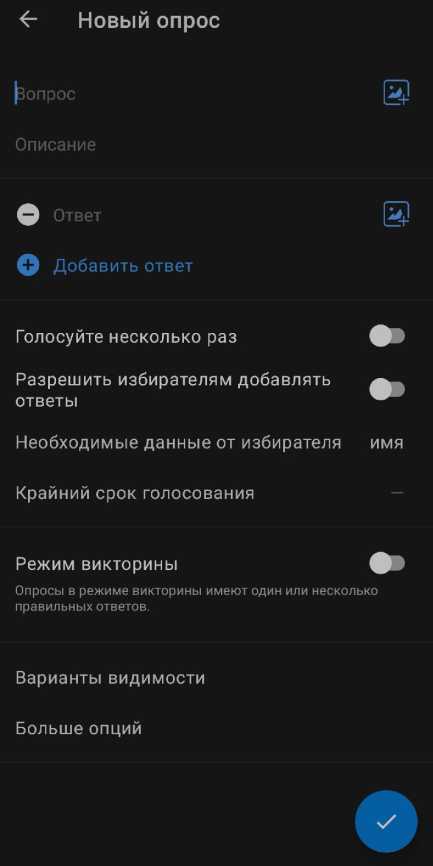 Новый опрос
Вопрос
Описание
Ответ
Добавить ответ
Голосуйте несколько раз
Разрешить избирателям добавлять
ответы
Необходимые данные от избирателя имя
Крайний срок голосования —
Режим викторины
Опросы в режиме викторины имеют один или несколько
правильных ответов.
Варианты видимости
Больше опций